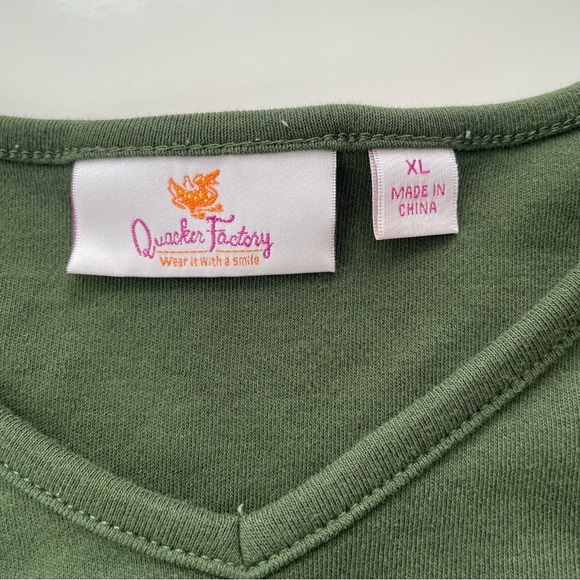 Quacker Factory
Wear it with a smile
XL
MADE IN
CHINA